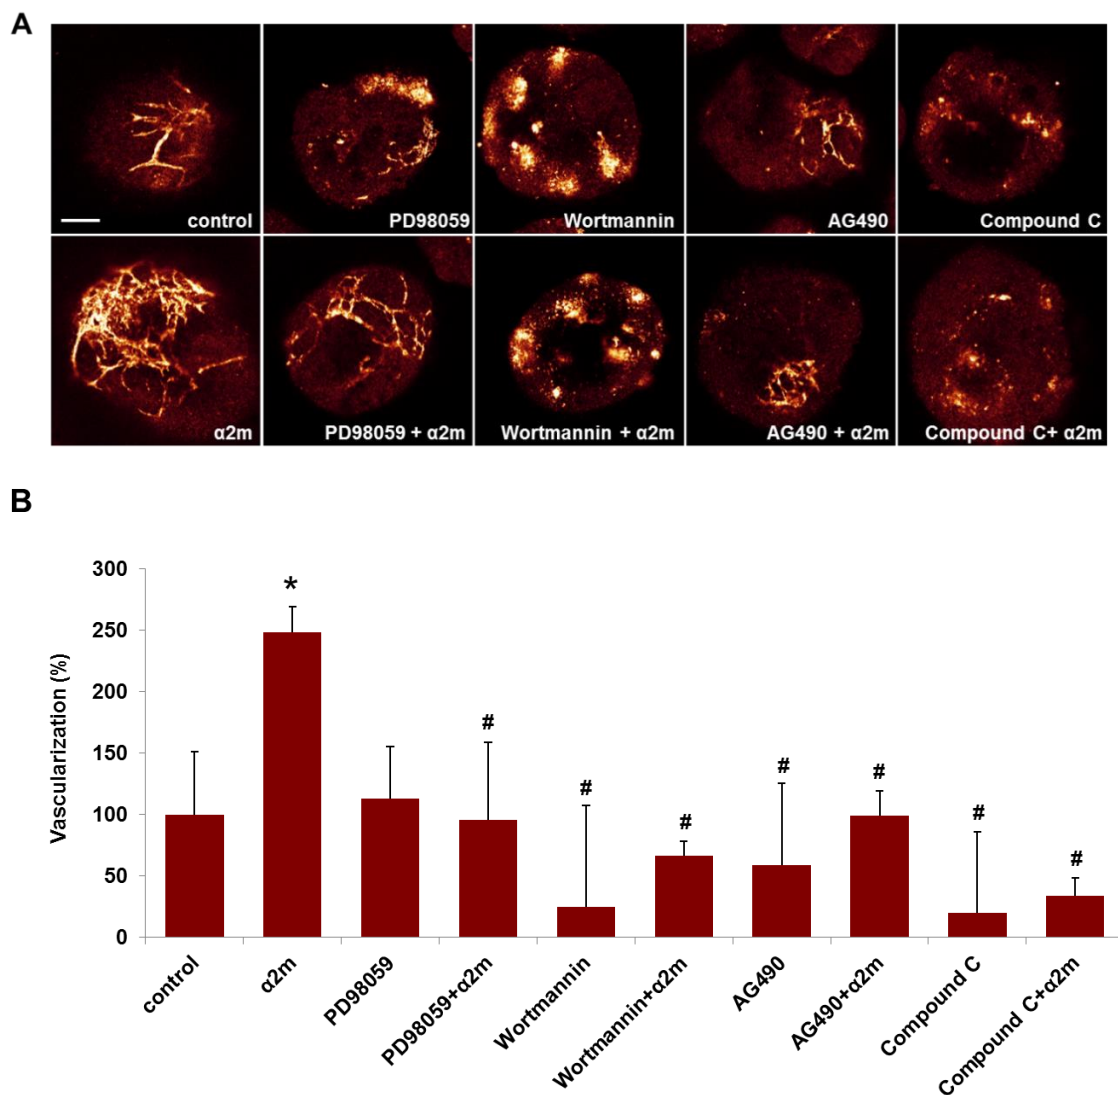 A
control
PD98059
Wortmannin
AG490
Compound C
α2m
PD98059 + α2m
Wortmannin + α2m
AG490 + α2m
Compound C+ α2m
B
Vascularization (%)
300
250
200
150
100
50
0
*
#
#
#
#
#
#
#
control
α2m
PD98059
PD98059+α2m
Wortmannin
Wortmannin+α2m
AG490
AG490+α2m
Compound C
Compound C+α2m